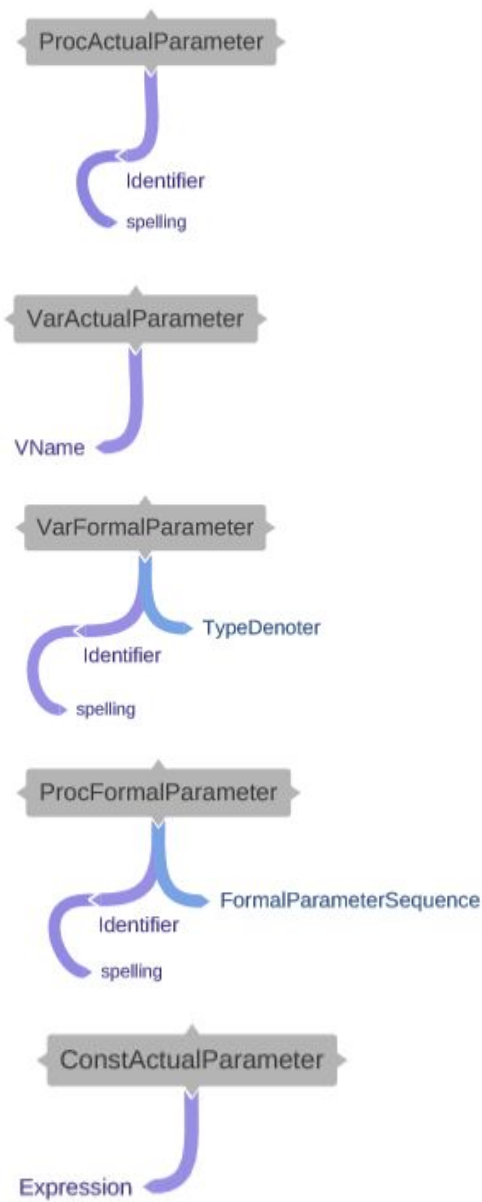 ProcActualParameter
Identifier
spelling
VarActualParameter
VName
VarFormalParameter
TypeDenoter
Identifier
spelling
ProcFormalParameter
FormalParameterSequence
Identifier
spelling
ConstActualParameter
Expression